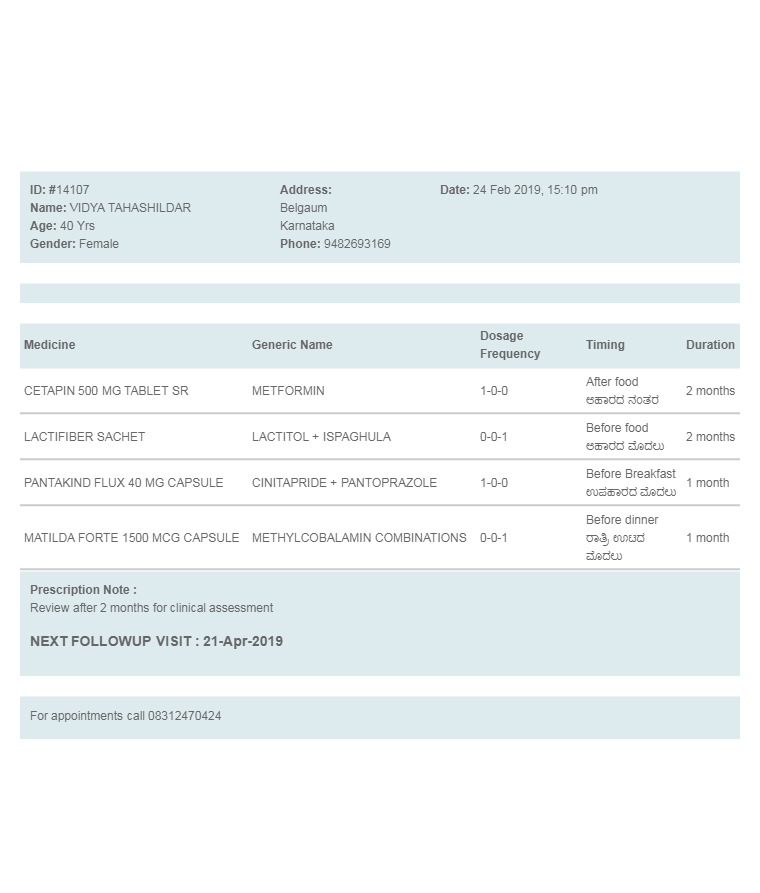 ID: #14107
Name: VIDYA TAHASHILDAR
Age: 40 Yrs
Gender: Female
Address:
Belgaum
Karnataka
Phone: 9482693169
Date: 24 Feb 2019, 15:10 pm
Medicine Generic Name Dosage Frequency Timing Duration
CETAPIN 500 MG TABLET SR METFORMIN 1-0-0 After food 2 months
ಆಹಾರದ ನಂತರ
LACTIFIBER SACHET LACTITOL + ISPAGHULA 0-0-1 Before food 2 months
ಆಹಾರದ ಮೊದಲು
PANTAKIND FLUX 40 MG CAPSULE CINITAPRIDE + PANTOPRAZOLE 1-0-0 Before Breakfast 1 month
ಉಪಹಾರದ ಮೊದಲು
MATILDA FORTE 1500 MCG CAPSULE METHYLCOBALAMIN COMBINATIONS 0-0-1 Before dinner 1 month
ರಾತ್ರಿ ಊಟದ
ಮೊದಲು
Prescription Note :
Review after 2 months for clinical assessment
NEXT FOLLOWUP VISIT : 21-Apr-2019
For appointments call 08312470424